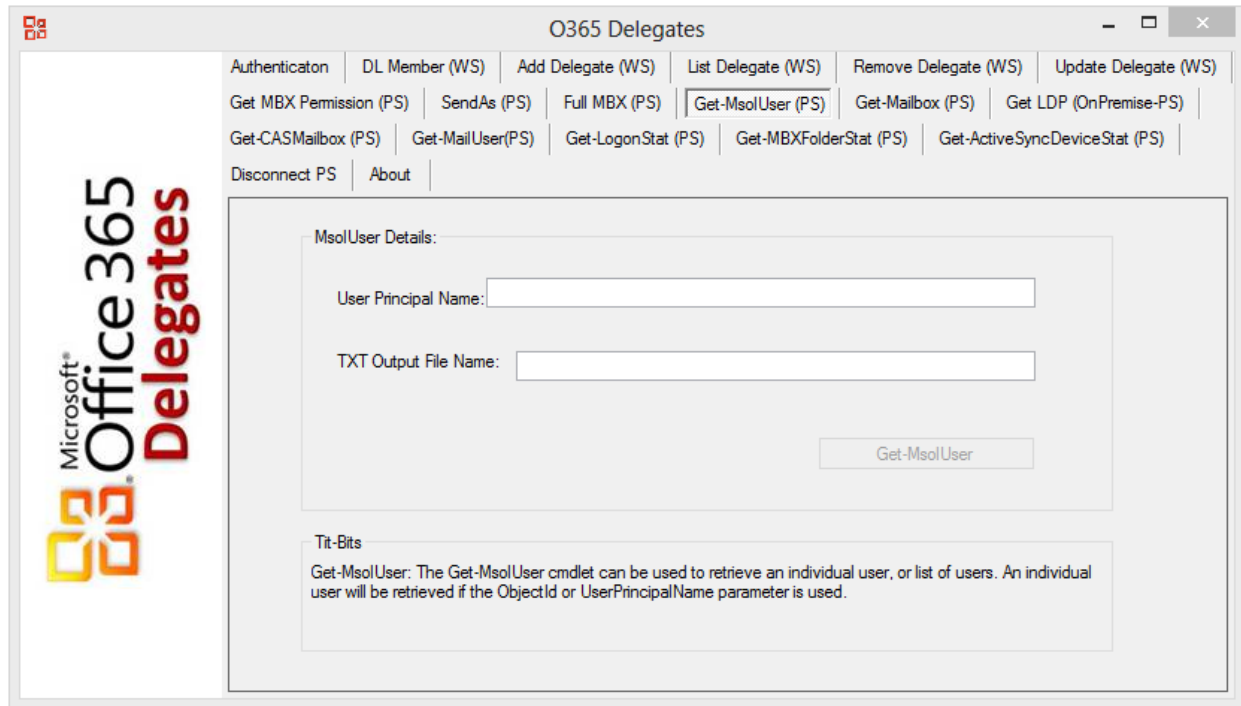 O365 Delegates
Authenticaton DL Member (WS) Add Delegate (WS) List Delegate (WS) Remove Delegate (WS) Update Delegate (WS)
Get MBX Permission (PS) SendAs (PS) Full MBX (PS) Get-MsolUser (PS) Get-Mailbox (PS) Get LDP (OnPremise-PS)
Get-CASMailbox (PS) Get-MailUser(PS) Get-LogonStat (PS) Get-MBXFolderStat (PS) Get-ActiveSyncDeviceStat (PS)
Disconnect PS About
Microsoft®
Office 365
Delegates
MsolUser Details:
User Principal Name:
TXT Output File Name:
Get-MsolUser
Tit-Bits
Get-MsolUser: The Get-MsolUser cmdlet can be used to retrieve an individual user, or list of users. An individual
user will be retrieved if the ObjectId or UserPrincipalName parameter is used.